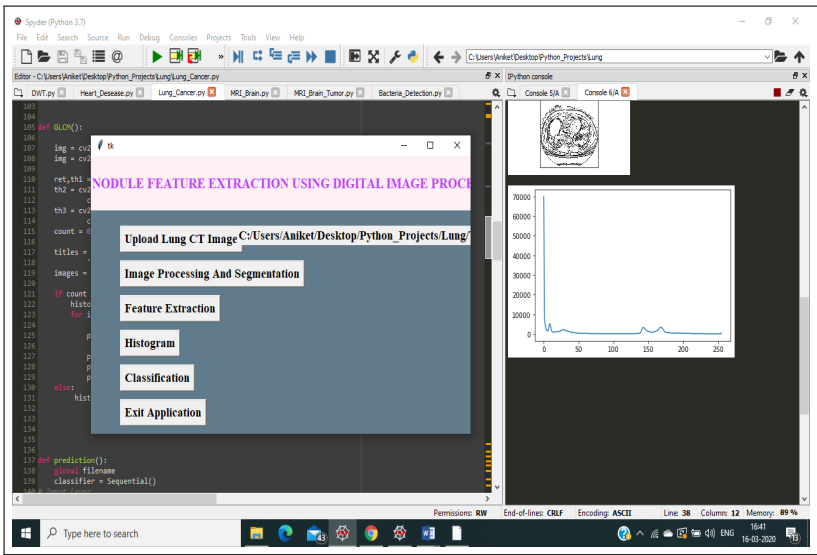 Spyder (Python 3.7)
File Edit Search Source Run Debug Consoles Projects Tools View Help
C:\Users\Aniket\Desktop\Python_Projects\Lung
Editor - C:\Users\Aniket\Desktop\Python_Projects\Lung\Lung_Cancer.py
IPython console
DWT.py Heart_Desease.py Lung_Cancer.py MRI_Brain.py MRI_Brain_Tumor.py Bacteria_Detection.py
Console 5/A Console 6/A
103
104
105 def GLCM():
106
107 img = cv2
108 img = cv2
109
110 ret,th1 =
111 th2 = cv2
112 c
113 th3 = cv2
114 c
115 count = 0
116
117 titles =
118
119 images =
120
121 if count
122 histo
123 for i
124
125 p
126
127 p
128 p
129 p
130 else:
131 hist
132
133
134
135
136
137 def prediction():
138 global filename
139 classifier = Sequential()
140 # Input layer
tk
NODULE FEATURE EXTRACTION USING DIGITAL IMAGE PROCE
Upload Lung CT Image C:/Users/Aniket/Desktop/Python_Projects/Lung/
Image Processing And Segmentation
Feature Extraction
Histogram
Classification
Exit Application
70000
60000
50000
40000
30000
20000
10000
0
0 50 100 150 200 250
Permissions: RW End-of-lines: CRLF Encoding: ASCII Line: 38 Column: 12 Memory: 89 %
Type here to search
43
ENG
16:41
16-03-2020
13